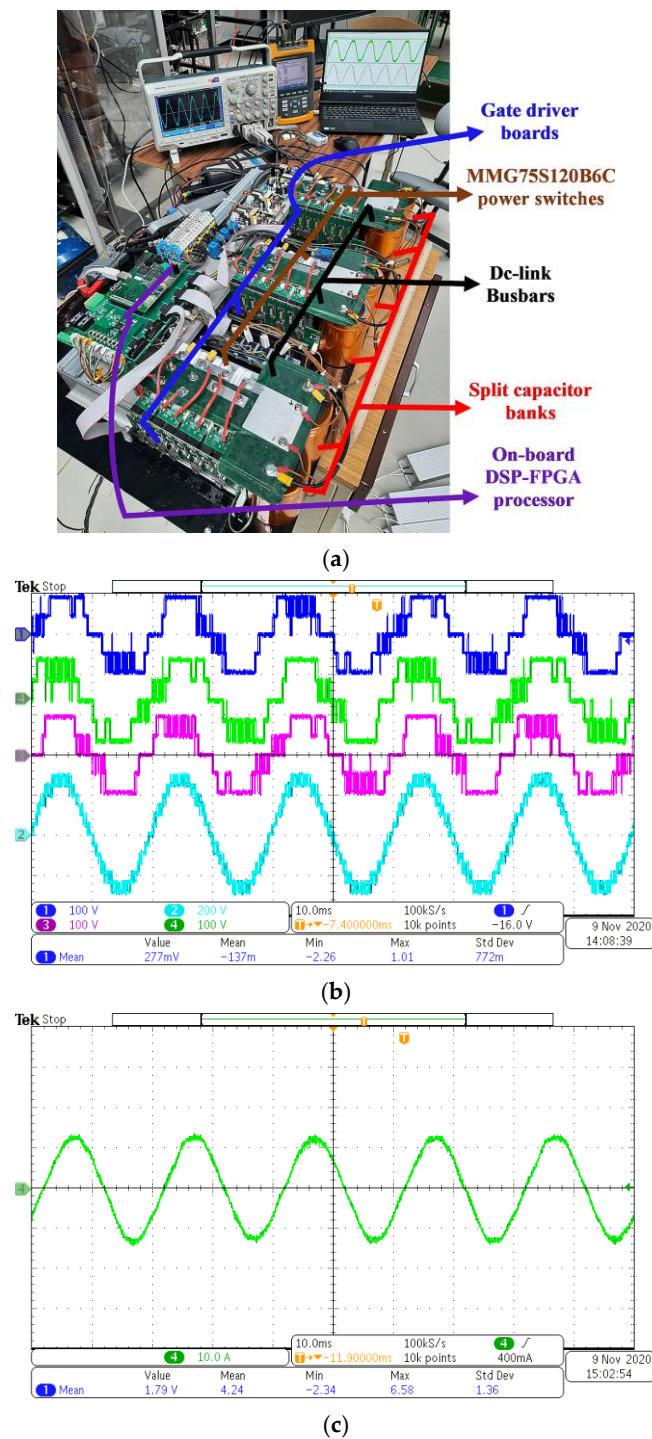 Gate driver
boards
MMG75S120B6C
power switches
Dc-link
Busbars
Split capacitor
banks
On-board
DSP-FPGA
processor
(a)
Tek Stop
T
T
1
4
3
2
1 100 V 2 200 V
3 100 V 4 100 V
10.0ms 100kS/s 1
T→▼−7.400000ms 10k points −16.0 V
Value Mean Min Max Std Dev
1 Mean 277mV −137m −2.26 1.01 772m
9 Nov 2020
14:08:39
(b)
Tek Stop
T
T
4
4 10.0 A
10.0ms 100kS/s 4
T→▼−11.90000ms 10k points 400mA
Value Mean Min Max Std Dev
1 Mean 1.79 V 4.24 −2.34 6.58 1.36
9 Nov 2020
15:02:54
(c)